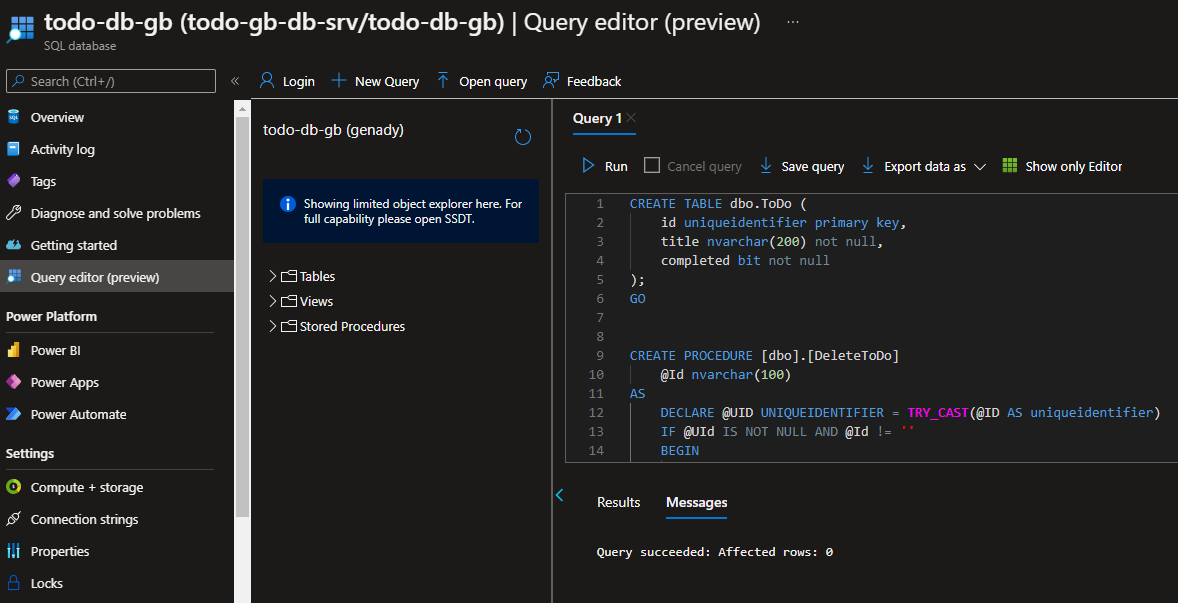 todo-db-gb (todo-gb-db-srv/todo-db-gb) | Query editor (preview) ...
SQL database
Search (Ctrl+/)
«
Overview
Activity log
Tags
Diagnose and solve problems
Getting started
Query editor (preview)
Power Platform
Power BI
Power Apps
Power Automate
Settings
Compute + storage
Connection strings
Properties
Locks
Login
New Query
Open query
Feedback
todo-db-gb (genady)
Showing limited object explorer here. For
full capability please open SSDT.
Tables
Views
Stored Procedures
Query 1
Run
Cancel query
Save query
Export data as
Show only Editor
1 CREATE TABLE dbo.ToDo (
2 id uniqueidentifier primary key,
3 title nvarchar(200) not null,
4 completed bit not null
5 );
6 GO
7
8
9 CREATE PROCEDURE [dbo].[DeleteToDo]
10 @Id nvarchar(100)
11 AS
12 DECLARE @UID UNIQUEIDENTIFIER = TRY_CAST(@ID AS uniqueidentifier)
13 IF @UId IS NOT NULL AND @Id != ''
14 BEGIN
Results
Messages
Query succeeded: Affected rows: 0